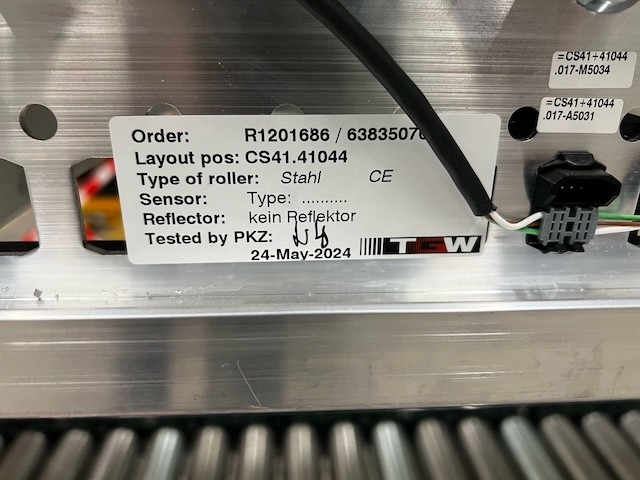 =CS41+41044
.017-M5034
=CS41+41044
.017-A5031
Order: R1201686 /
Layout pos: CS41.41044
Type of roller: Stahl CE
Sensor: Type: ..........
Reflector: kein Reflektor
Tested by PKZ:
24-May-2024 TGW